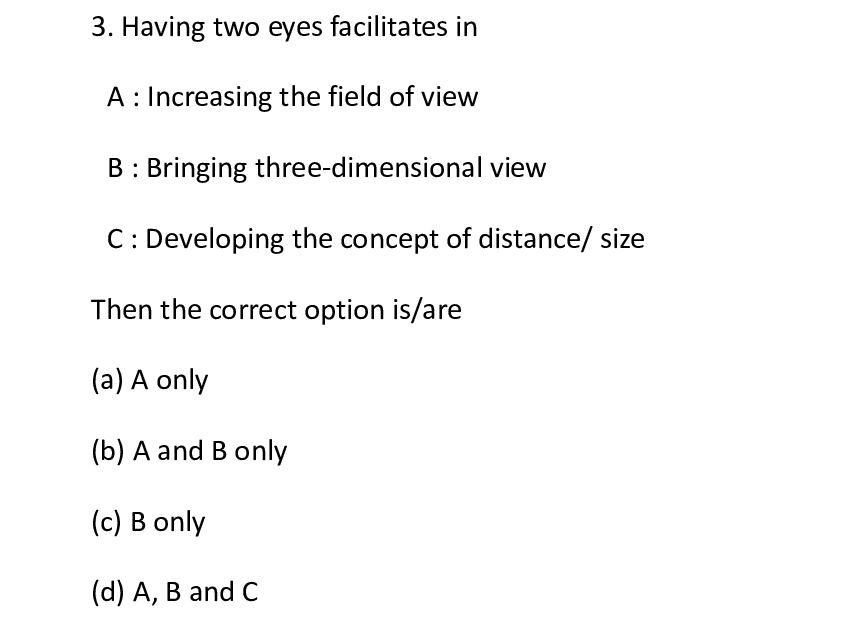 3. Having two eyes facilitates in
A : Increasing the field of view
B : Bringing three-dimensional view
C : Developing the concept of distance/ size
Then the correct option is/are
(a) A only
(b) A and B only
(c) B only
(d) A, B and C